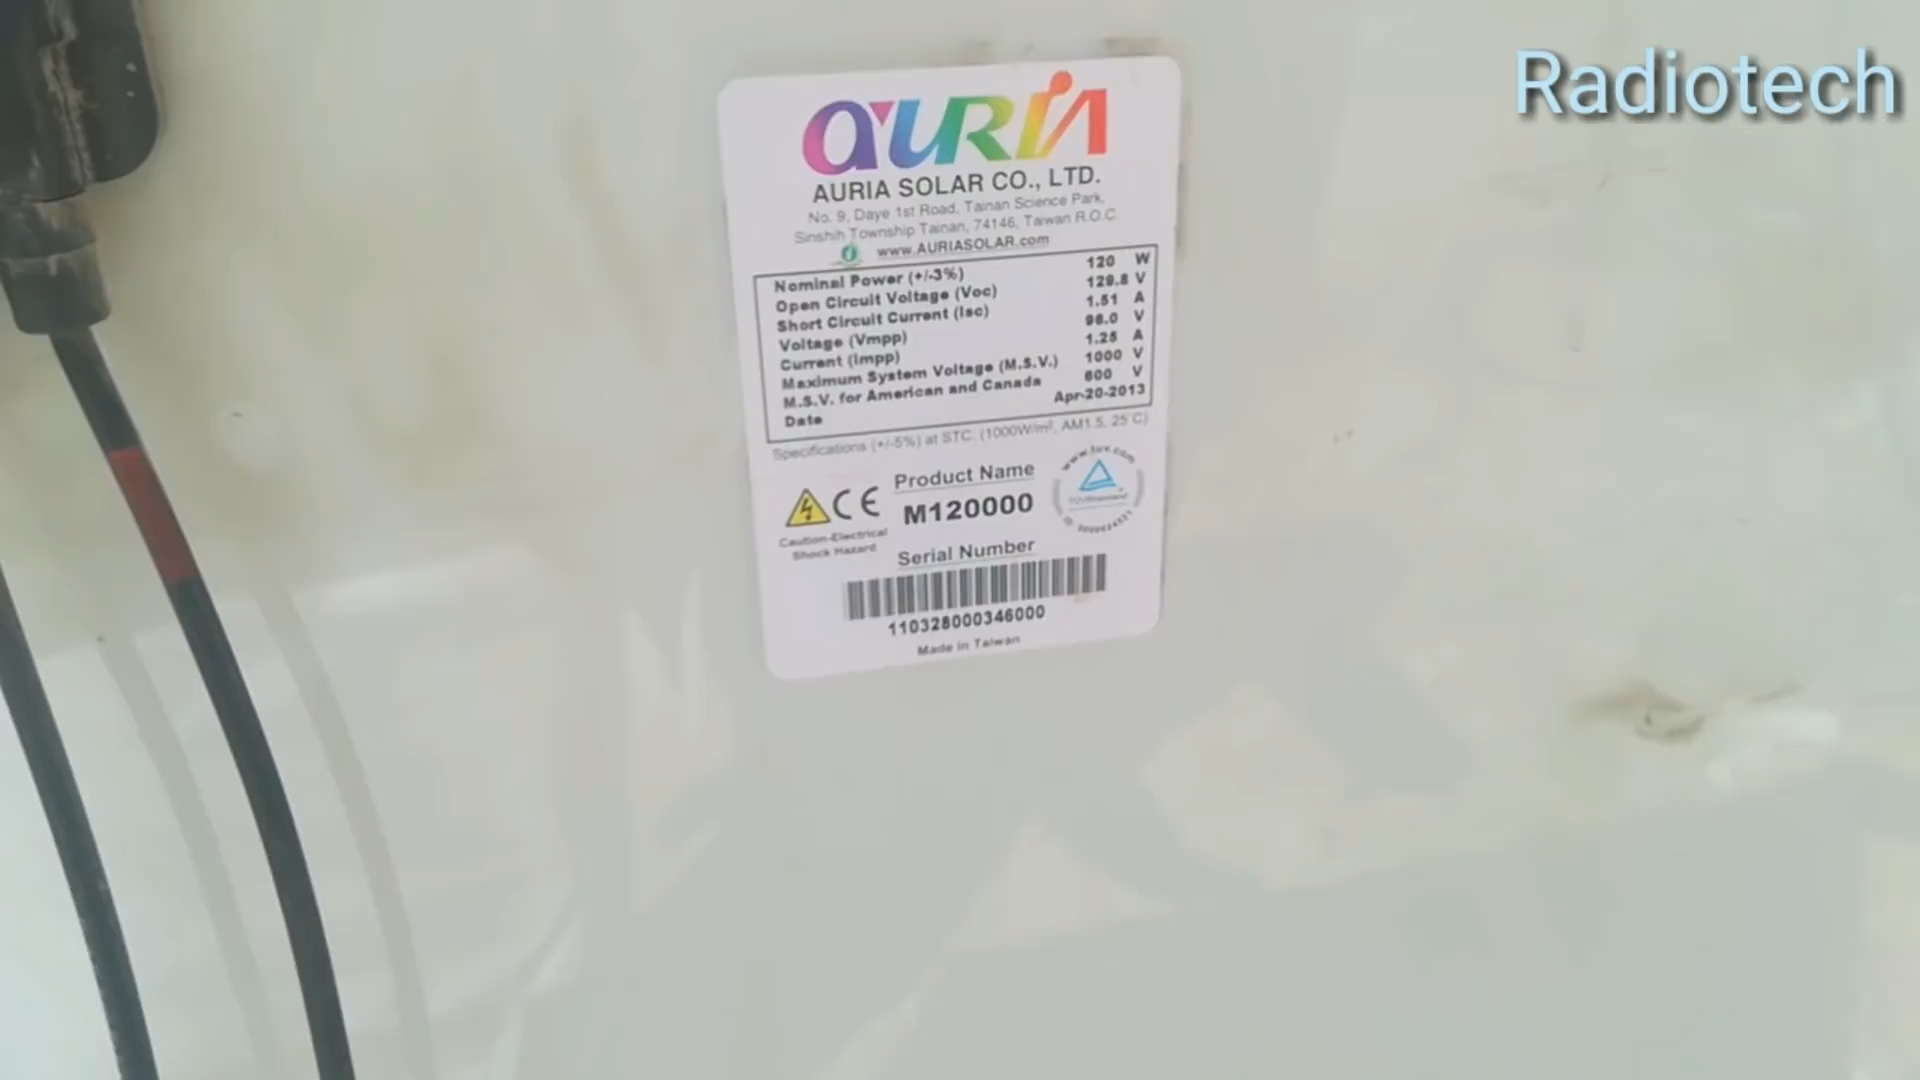 Radiotech
aURiA
AURIA SOLAR CO., LTD.
No. 9, Daye 1st Road, Tainan Science Park,
Sinshih Township Tainan, 74146, Taiwan R.O.C.
www.AURIASOLAR.com
Nominal Power (+/-3%) 120 W
Open Circuit Voltage (Voc) 129.8 V
Short Circuit Current (Isc) 1.51 A
Voltage (Vmpp) 96.0 V
Current (Impp) 1.25 A
Maximum System Voltage (M.S.V.) 1000 V
M.S.V. for American and Canada 600 V
Date Apr-20-2013
Specifications (+/-5%) at STC. (1000W/m², AM1.5, 25°C)
CE
Caution-Electrical
Shock Hazard
Product Name
M120000
www.tuv.com
TÜVRheinland
Serial Number
110328000346000
Made in Taiwan